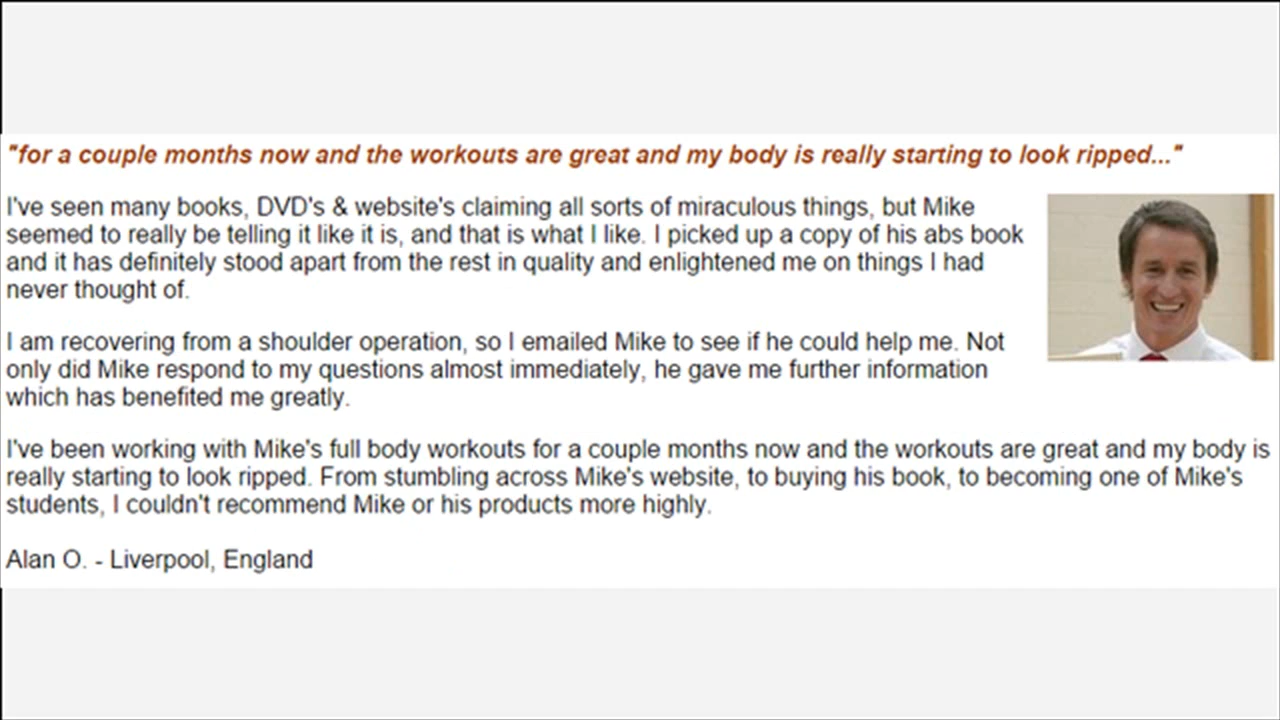 "for a couple months now and the workouts are great and my body is really starting to look ripped..."
I've seen many books, DVD's & website's claiming all sorts of miraculous things, but Mike
seemed to really be telling it like it is, and that is what I like. I picked up a copy of his abs book
and it has definitely stood apart from the rest in quality and enlightened me on things I had
never thought of.
I am recovering from a shoulder operation, so I emailed Mike to see if he could help me. Not
only did Mike respond to my questions almost immediately, he gave me further information
which has benefited me greatly.
I've been working with Mike's full body workouts for a couple months now and the workouts are great and my body is
really starting to look ripped. From stumbling across Mike's website, to buying his book, to becoming one of Mike's
students, I couldn't recommend Mike or his products more highly.
Alan O. - Liverpool, England